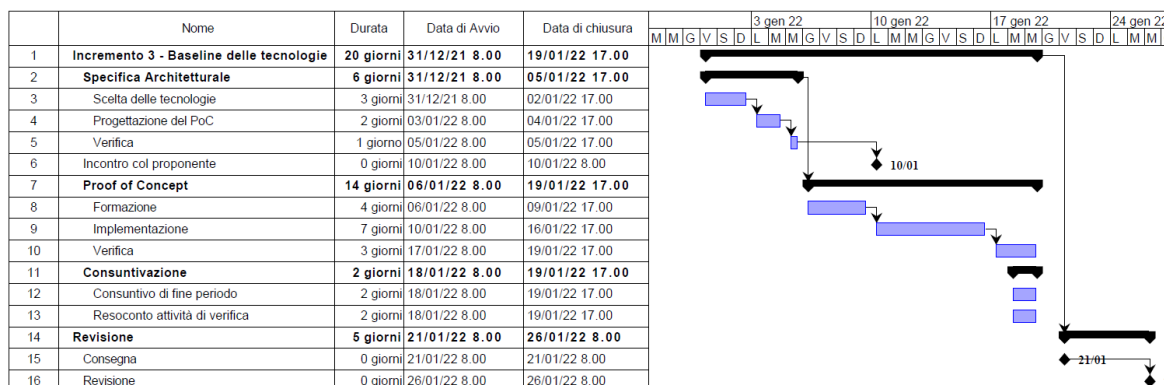 Nome Durata Data di Avvio Data di chiusura 3 gen 22 10 gen 22 17 gen 22 24 gen 22
M M G V S D L M M G V S D L M M G V S D L M M G V S D L M M
1 Incremento 3 - Baseline delle tecnologie 20 giorni 31/12/21 8.00 19/01/22 17.00
2 Specifica Architetturale 6 giorni 31/12/21 8.00 05/01/22 17.00
3 Scelta delle tecnologie 3 giorni 31/12/21 8.00 02/01/22 17.00
4 Progettazione del PoC 2 giorni 03/01/22 8.00 04/01/22 17.00
5 Verifica 1 giorno 05/01/22 8.00 05/01/22 17.00
6 Incontro col proponente 0 giorni 10/01/22 8.00 10/01/22 8.00 10/01
7 Proof of Concept 14 giorni 06/01/22 8.00 19/01/22 17.00
8 Formazione 4 giorni 06/01/22 8.00 09/01/22 17.00
9 Implementazione 7 giorni 10/01/22 8.00 16/01/22 17.00
10 Verifica 3 giorni 17/01/22 8.00 19/01/22 17.00
11 Consuntivazione 2 giorni 18/01/22 8.00 19/01/22 17.00
12 Consuntivo di fine periodo 2 giorni 18/01/22 8.00 19/01/22 17.00
13 Resoconto attività di verifica 2 giorni 18/01/22 8.00 19/01/22 17.00
14 Revisione 5 giorni 21/01/22 8.00 26/01/22 8.00
15 Consegna 0 giorni 21/01/22 8.00 21/01/22 8.00 21/01
16 Revisione 0 giorni 26/01/22 8.00 26/01/22 8.00